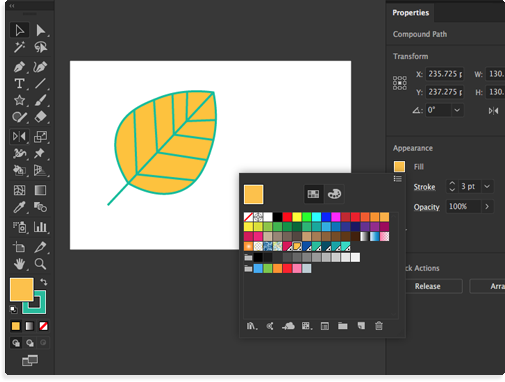 Properties
Compound Path
Transform
X: 235.725 p W: 130.
Y: 237.275 p H: 130.
0°
Appearance
Fill
Stroke 3 pt
Opacity 100%
ck Actions
Release Arra